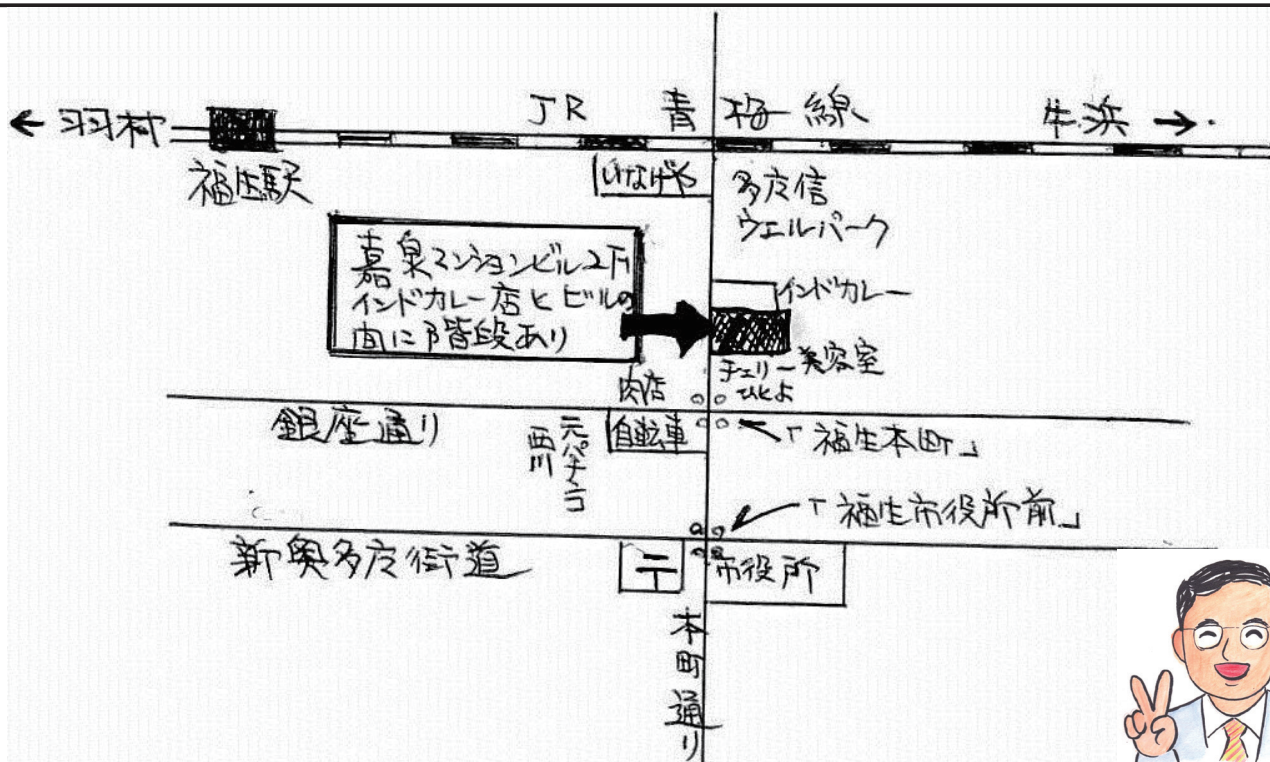 JR 青梅線
← 羽村
牛浜 →
福生駅
いなげや
多摩信
ウェルパーク
嘉泉マンションビル2F
インドカレー店とビルの
間に階段あり
インドカレー
チェリー美容室
ひとよ
肉店
銀座通り
元パチンコ
西川
自転車
「福生本町」
「福生市役所前」
新奥多摩街道
〒
市役所
本町通り